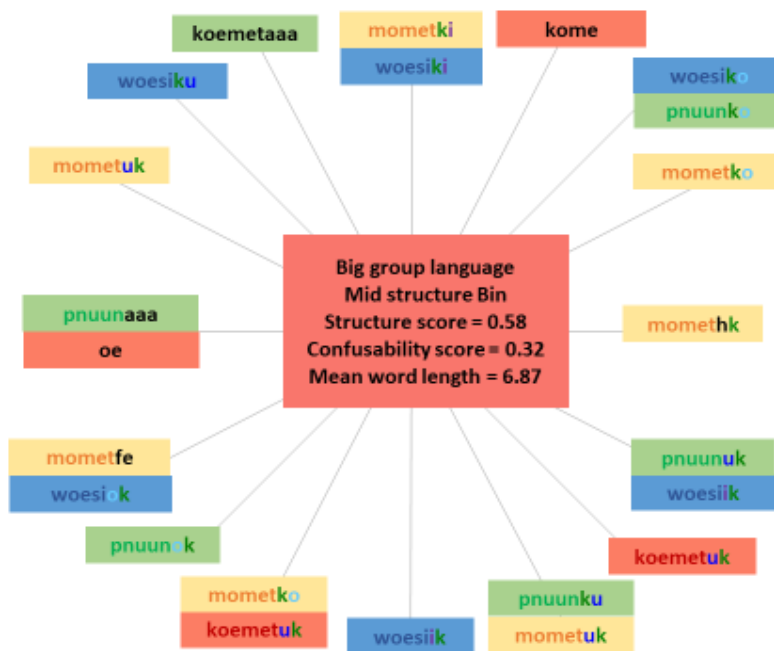 mometki
kome
koemetaaa
woesiki
woesiku
woesiko
pnuunko
mometuk
mometko
Big group language
Mid structure Bin
Structure score = 0.58
Confusability score = 0.32
Mean word length = 6.87
pnuunaaa
oe
momethk
mometfe
woesiok
pnuunuk
woesiik
pnuunok
koemetuk
mometko
koemetuk
pnuunku
mometuk
woesiik